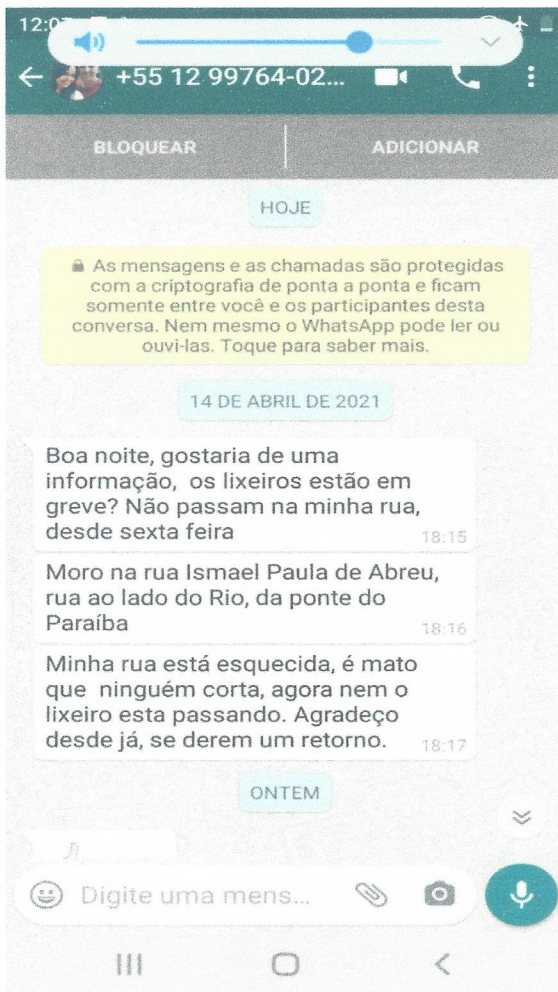 +55 12 99764-02...
BLOQUEAR
ADICIONAR
HOJE
As mensagens e as chamadas são protegidas
com a criptografia de ponta a ponta e ficam
somente entre você e os participantes desta
conversa. Nem mesmo o WhatsApp pode ler ou
ouvi-las. Toque para saber mais.
14 DE ABRIL DE 2021
Boa noite, gostaria de uma
informação, os lixeiros estão em
greve? Não passam na minha rua,
desde sexta feira
18:15
Moro na rua Ismael Paula de Abreu,
rua ao lado do Rio, da ponte do
Paraíba
18:16
Minha rua está esquecida, é mato
que ninguém corta, agora nem o
lixeiro esta passando. Agradeço
desde já, se derem um retorno.
18:17
ONTEM
Digite uma mens...